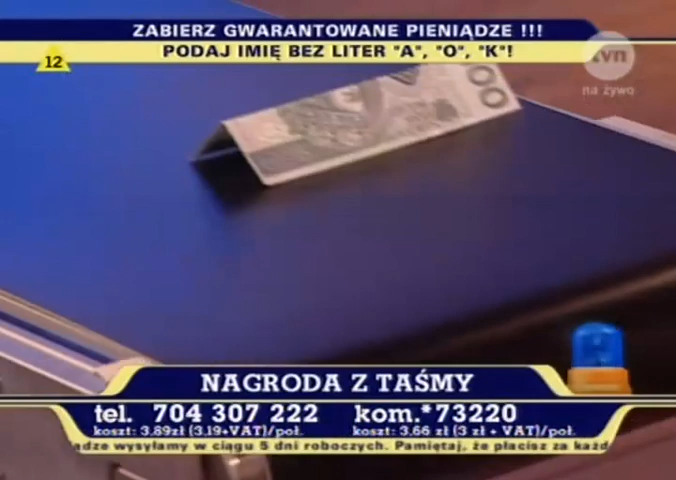 ZABIERZ GWARANTOWANE PIENIĄDZE !!!
PODAJ IMIĘ BEZ LITER "A", "O", "K"!
12
tvn
na żywo
00
NAGRODA Z TAŚMY
tel. 704 307 222 kom.*73220
koszt: 3.89zł (3.19+VAT)/poł. koszt: 3.66 zł (3 zł + VAT)/poł.
ądze wysyłamy w ciągu 5 dni roboczych. Pamiętaj, że płacisz za każd